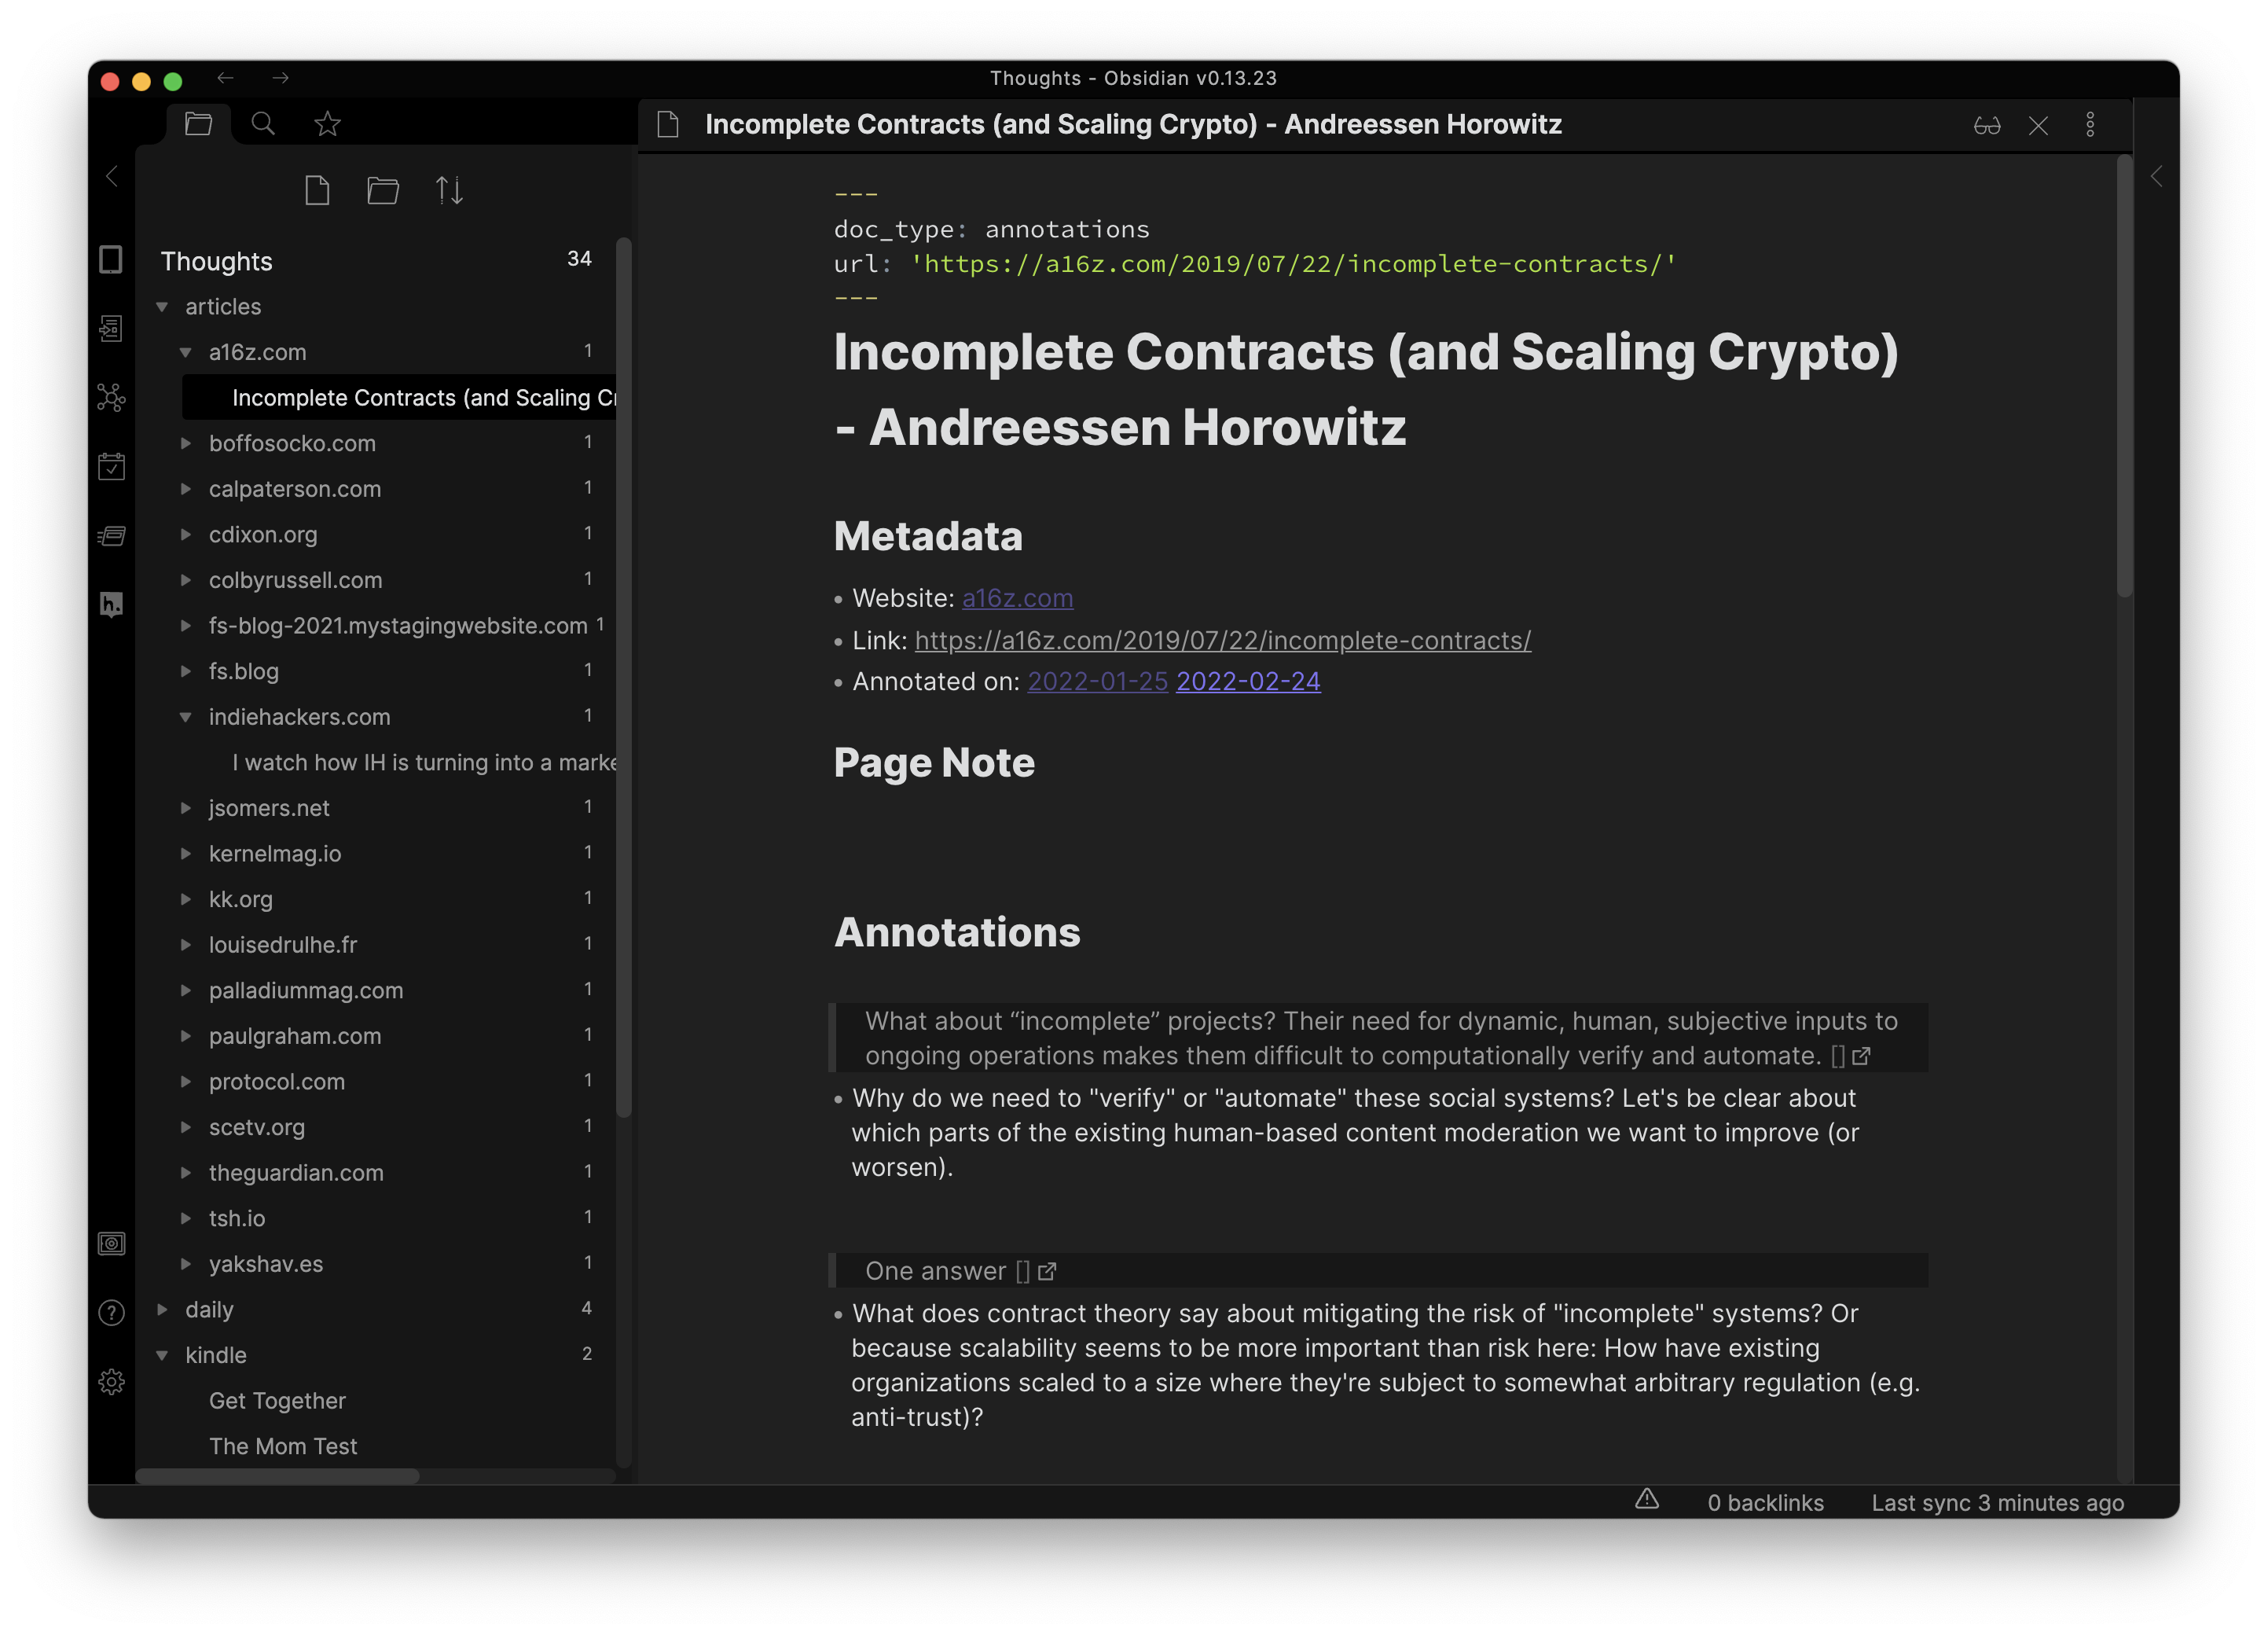 Thoughts - Obsidian v0.13.23
Incomplete Contracts (and Scaling Crypto) - Andreessen Horowitz
Thoughts 34
articles
a16z.com 1
Incomplete Contracts (and Scaling Cr
boffosocko.com 1
calpaterson.com 1
cdixon.org 1
colbyrussell.com 1
fs-blog-2021.mystagingwebsite.com 1
fs.blog 1
indiehackers.com 1
I watch how IH is turning into a marke
jsomers.net 1
kernelmag.io 1
kk.org 1
louisedrulhe.fr 1
palladiummag.com 1
paulgraham.com 1
protocol.com 1
scetv.org 1
theguardian.com 1
tsh.io 1
yakshav.es 1
daily 4
kindle 2
Get Together
The Mom Test
h.
---
doc_type: annotations
url: 'https://a16z.com/2019/07/22/incomplete-contracts/'
---
Incomplete Contracts (and Scaling Crypto)
- Andreessen Horowitz
Metadata
• Website: a16z.com
• Link: https://a16z.com/2019/07/22/incomplete-contracts/
• Annotated on: 2022-01-25 2022-02-24
Page Note
Annotations
What about “incomplete” projects? Their need for dynamic, human, subjective inputs to
ongoing operations makes them difficult to computationally verify and automate. []
• Why do we need to "verify" or "automate" these social systems? Let's be clear about
which parts of the existing human-based content moderation we want to improve (or
worsen).
One answer []
• What does contract theory say about mitigating the risk of "incomplete" systems? Or
because scalability seems to be more important than risk here: How have existing
organizations scaled to a size where they're subject to somewhat arbitrary regulation (e.g.
anti-trust)?
0 backlinks
Last sync 3 minutes ago